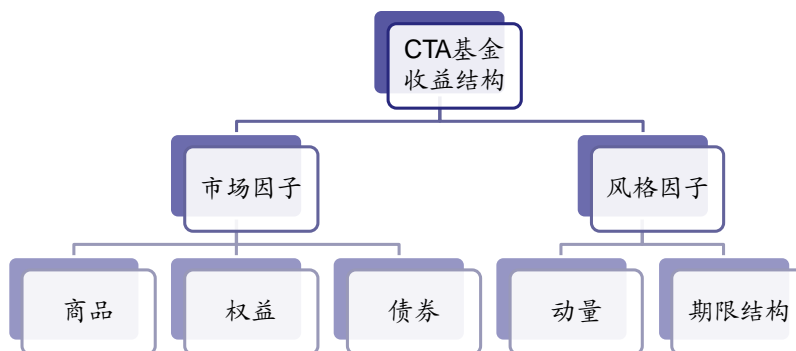 CTA基金
收益结构
市场因子
风格因子
商品
权益
债券
动量
期限结构